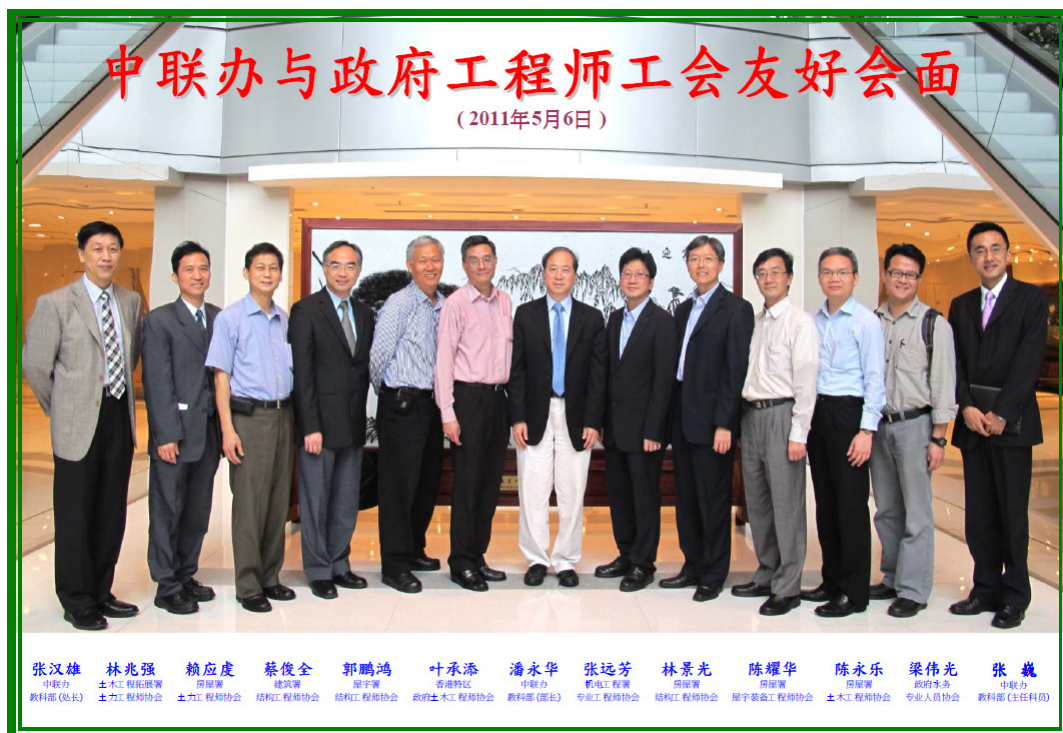 中联办与政府工程师工会友好会面
( 2011年5月6日 )
张汉雄 林兆强 赖应虔 蔡俊全 郭鹏鸿 叶承添 潘永华 张远芳 林景光 陈耀华 陈永乐 梁伟光 张 巍
中联办 土木工程拓展署 房屋署 建筑署 屋宇署 香港特区 中联办 机电工程署 房屋署 房屋署 房屋署 政府水务 中联办
教科部(处长) 土力工程师协会 土力工程师协会 结构工程师协会 结构工程师协会 政府土木工程师协会 教科部(部长) 专业工程师协会 结构工程师协会 屋宇装备工程师协会 土木工程师协会 专业人员协会 教科部(主任科员)